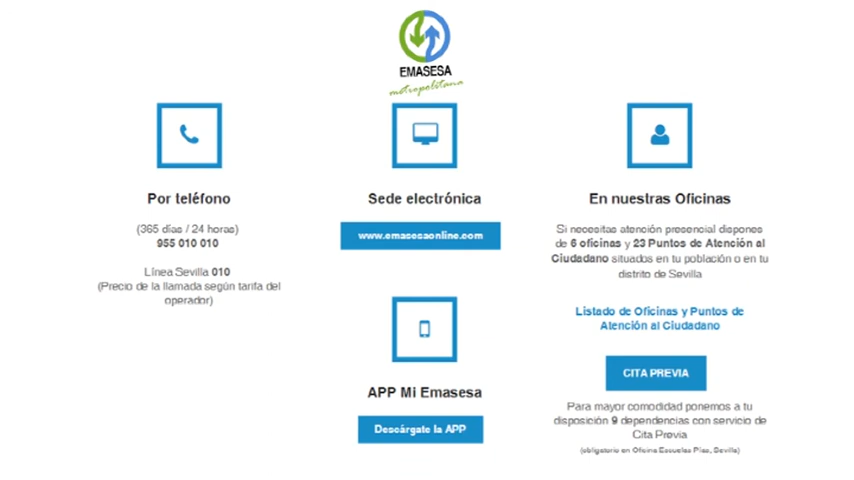 EMASESA
metropolitana
Por teléfono
(365 días / 24 horas)
955 010 010
Línea Sevilla 010
(Precio de la llamada según tarifa del
operador)
Sede electrónica
www.emasesaonline.com
APP Mi Emasesa
Descárgate la APP
En nuestras Oficinas
Si necesitas atención presencial dispones
de 6 oficinas y 23 Puntos de Atención al
Ciudadano situados en tu población o en tu
distrito de Sevilla
Listado de Oficinas y Puntos de
Atención al Ciudadano
CITA PREVIA
Para mayor comodidad ponemos a tu
disposición 9 dependencias con servicio de
Cita Previa
(obligatorio en Oficina Escuelas Pías, Sevilla)